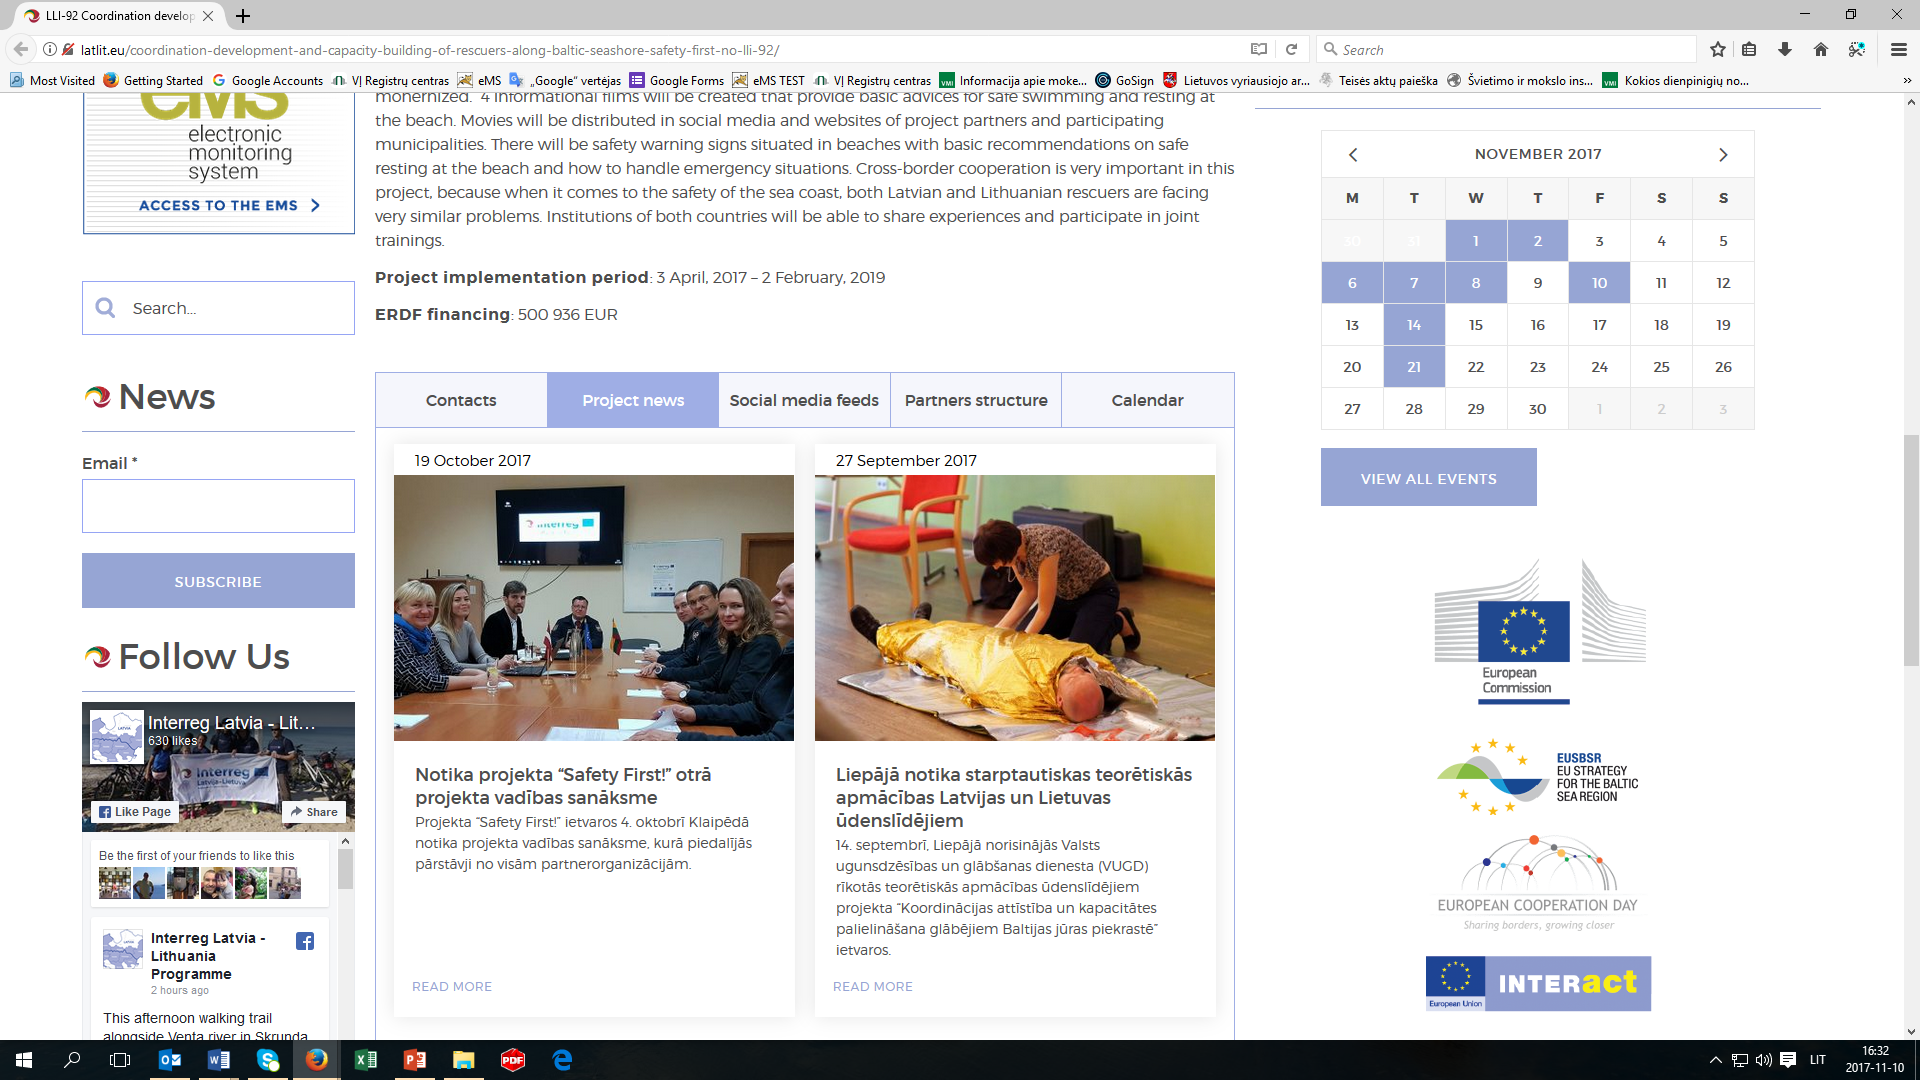 LLI-92 Coordination develop
latlit.eu/coordination-development-and-capacity-building-of-rescuers-along-baltic-seashore-safety-first-no-lli-92/
Search
Most Visited Getting Started Google Accounts VĮ Registrų centras eMS „Google“ vertėjas Google Forms eMS TEST VĮ Registrų centras Informacija apie moke... GoSign Lietuvos vyriausiojo ar... Teisės aktų paieška Švietimo ir mokslo ins... Kokios dienpinigių no...
eMS
electronic
monitoring
system
ACCESS TO THE EMS
Search...
News
Email *
SUBSCRIBE
Follow Us
Interreg Latvia - Lit...
630 likes
Interreg
Latvija-Lietuva
Like Page
Share
Be the first of your friends to like this
Interreg Latvia -
Lithuania
Programme
2 hours ago
This afternoon walking trail
alongside Venta river in Skrunda
monernized. 4 informational films will be created that provide basic advices for safe swimming and resting at
the beach. Movies will be distributed in social media and websites of project partners and participating
municipalities. There will be safety warning signs situated in beaches with basic recommendations on safe
resting at the beach and how to handle emergency situations. Cross-border cooperation is very important in this
project, because when it comes to the safety of the sea coast, both Latvian and Lithuanian rescuers are facing
very similar problems. Institutions of both countries will be able to share experiences and participate in joint
trainings.
Project implementation period: 3 April, 2017 – 2 February, 2019
ERDF financing: 500 936 EUR
Contacts Project news Social media feeds Partners structure Calendar
19 October 2017
Interreg
Notika projekta “Safety First!” otrā
projekta vadības sanāksme
Projekta “Safety First!” ietvaros 4. oktobrī Klaipēdā
notika projekta vadības sanāksme, kurā piedalījās
pārstāvji no visām partnerorganizācijām.
READ MORE
27 September 2017
Liepājā notika starptautiskas teorētiskās
apmācības Latvijas un Lietuvas
ūdenslīdējiem
14. septembrī, Liepājā norisinājās Valsts
ugunsdzēsības un glābšanas dienesta (VUGD)
rīkotās teorētiskās apmācības ūdenslīdējiem
projekta “Koordinācijas attīstība un kapacitātes
palielināšana glābējiem Baltijas jūras piekrastē”
ietvaros.
READ MORE
NOVEMBER 2017
M T W T F S S
30 31 1 2 3 4 5
6 7 8 9 10 11 12
13 14 15 16 17 18 19
20 21 22 23 24 25 26
27 28 29 30 1 2 3
VIEW ALL EVENTS
European
Commission
EUSBSR
EU STRATEGY
FOR THE BALTIC
SEA REGION
EUROPEAN COOPERATION DAY
Sharing borders, growing closer
European Union
INTERact
PDF
LIT
16:32
2017-11-10